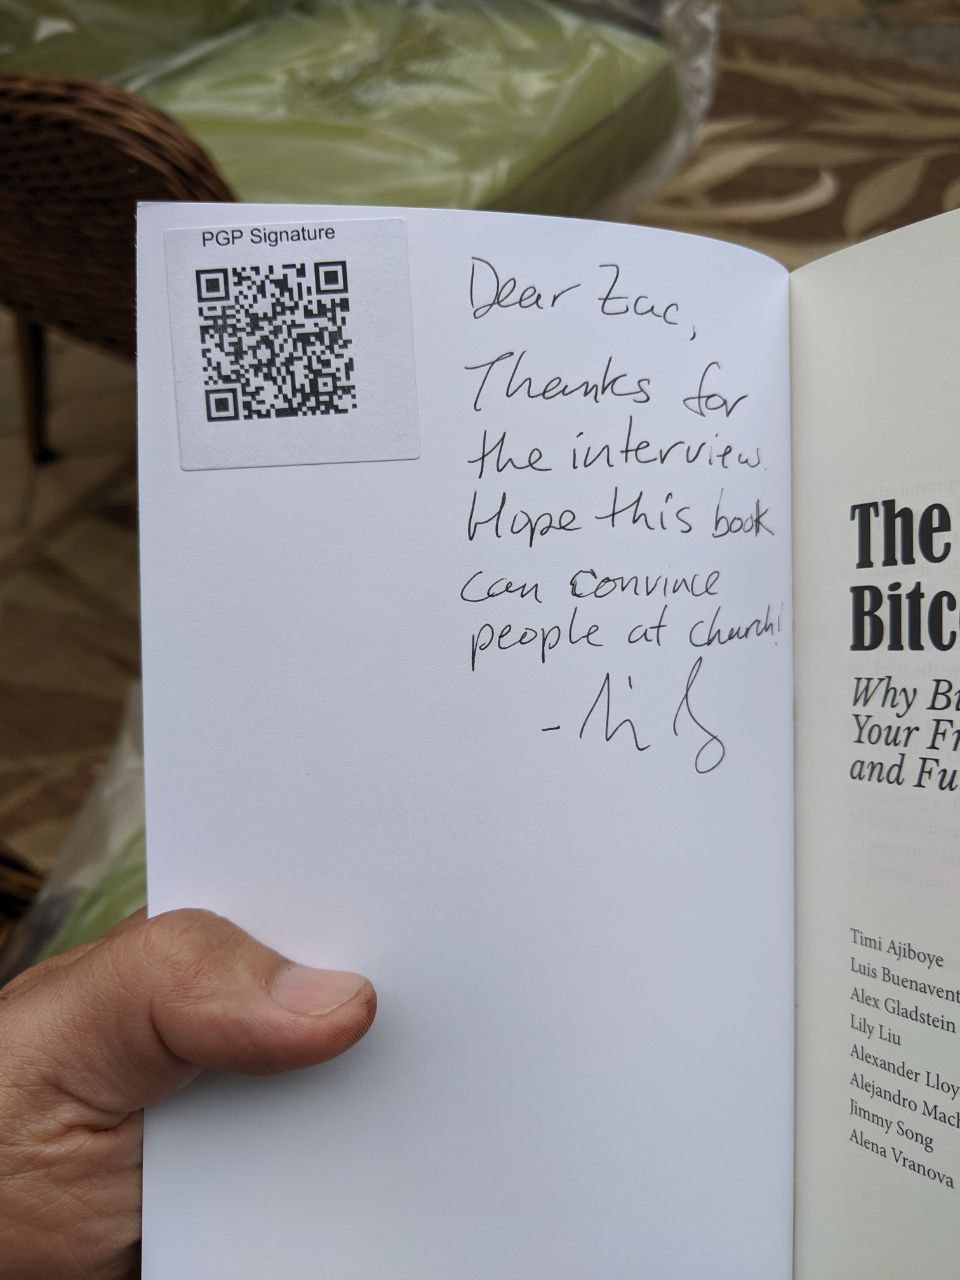 PGP Signature
Dear Zac,
Thanks for
the interview.
Hope this book
can convince
people at church!
The
Bitc
Why Bi
Your Fr
and Fu
Timi Ajiboye
Luis Buenavent
Alex Gladstein
Lily Liu
Alexander Lloy
Alejandro Mach
Jimmy Song
Alena Vranova